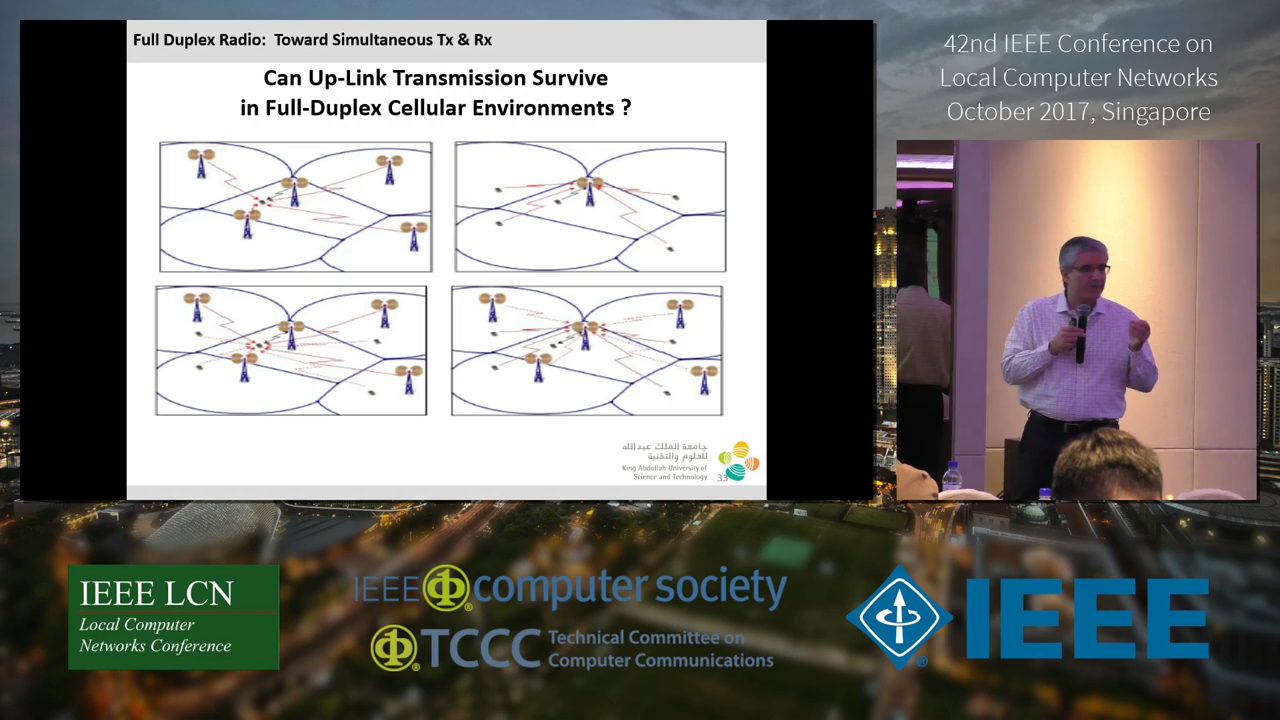 Full Duplex Radio: Toward Simultaneous Tx & Rx
Can Up-Link Transmission Survive
in Full-Duplex Cellular Environments ?
جامعة الملك عبدالله
للعلوم والتقنية
King Abdullah University of
Science and Technology
33
42nd IEEE Conference on
Local Computer Networks
October 2017, Singapore
IEEE LCN
Local Computer
Networks Conference
IEEE computer society
TCCC Technical Committee on
Computer Communications
IEEE